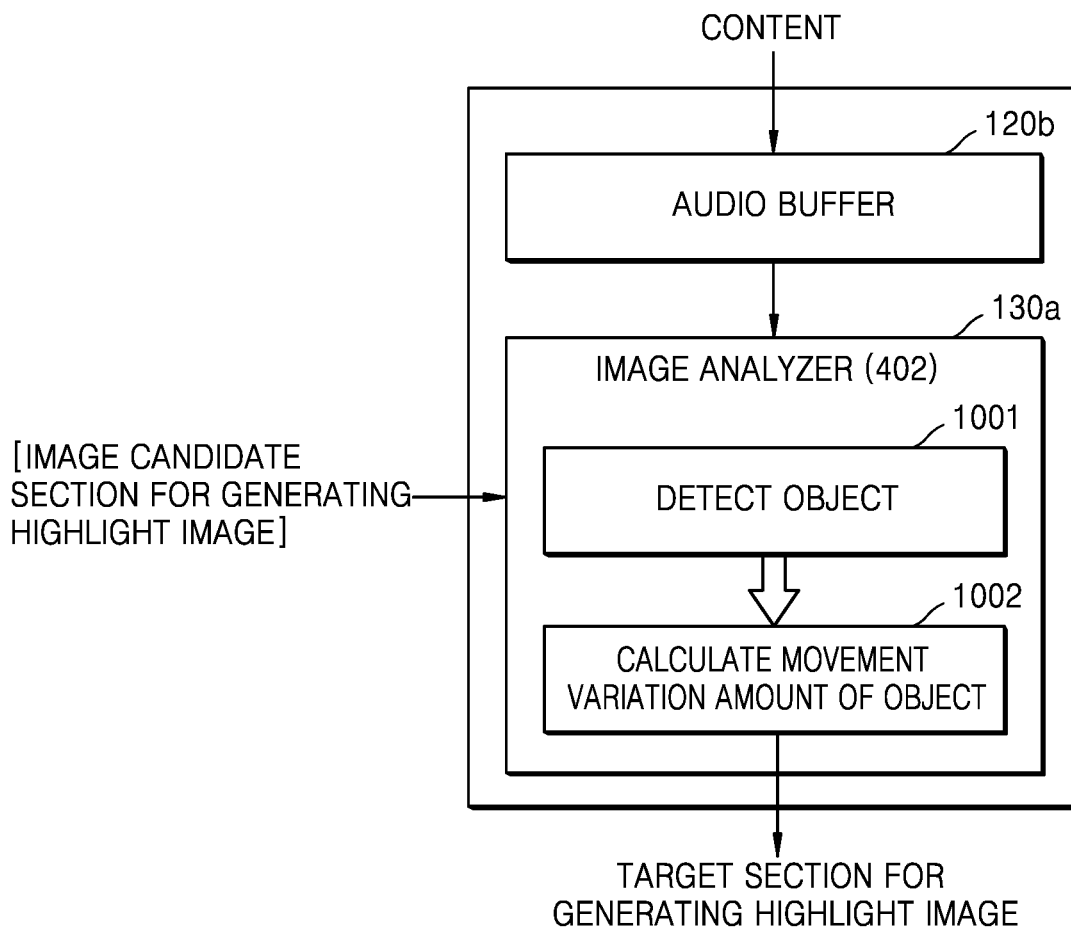 CONTENT
120b
AUDIO BUFFER
130a
IMAGE ANALYZER (402)
[IMAGE CANDIDATE
SECTION FOR GENERATING
HIGHLIGHT IMAGE]
1001
DETECT OBJECT
1002
CALCULATE MOVEMENT
VARIATION AMOUNT OF OBJECT
TARGET SECTION FOR
GENERATING HIGHLIGHT IMAGE